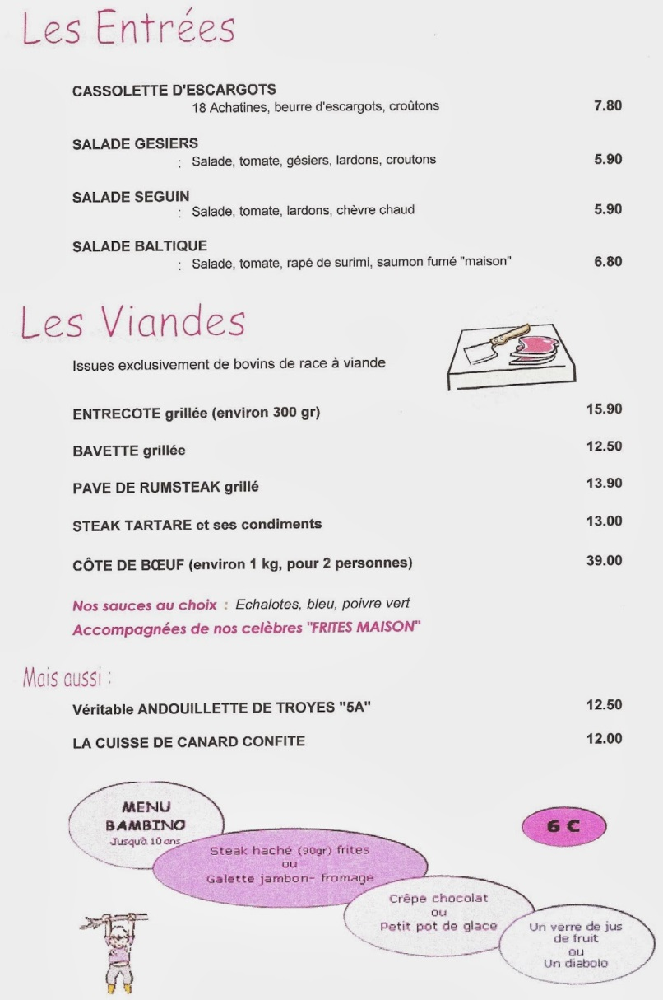 Les Entrées
CASSOLETTE D'ESCARGOTS
18 Achatines, beurre d'escargots, croûtons 7.80
SALADE GESIERS
: Salade, tomate, gésiers, lardons, croutons 5.90
SALADE SEGUIN
: Salade, tomate, lardons, chèvre chaud 5.90
SALADE BALTIQUE
: Salade, tomate, rapé de surimi, saumon fumé "maison" 6.80
Les Viandes
Issues exclusivement de bovins de race à viande
ENTRECOTE grillée (environ 300 gr) 15.90
BAVETTE grillée 12.50
PAVE DE RUMSTEAK grillé 13.90
STEAK TARTARE et ses condiments 13.00
CÔTE DE BŒUF (environ 1 kg, pour 2 personnes) 39.00
Nos sauces au choix : Echalotes, bleu, poivre vert
Accompagnées de nos celèbres "FRITES MAISON"
Mais aussi :
Véritable ANDOUILLETTE DE TROYES "5A" 12.50
LA CUISSE DE CANARD CONFITE 12.00
MENU
BAMBINO
Jusqu'à 10 ans
6 €
Steak haché (90gr) frites
ou
Galette jambon- fromage
Crêpe chocolat
ou
Petit pot de glace
Un verre de jus
de fruit
ou
Un diabolo